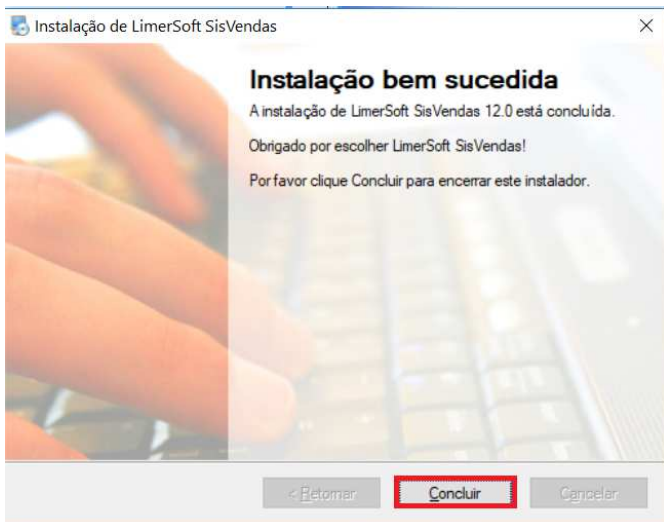 Instalação de LimerSoft SisVendas
Instalação bem sucedida
A instalação de LimerSoft SisVendas 12.0 está concluída.
Obrigado por escolher LimerSoft SisVendas!
Por favor clique Concluir para encerrar este instalador.
< Retornar Concluir Cancelar